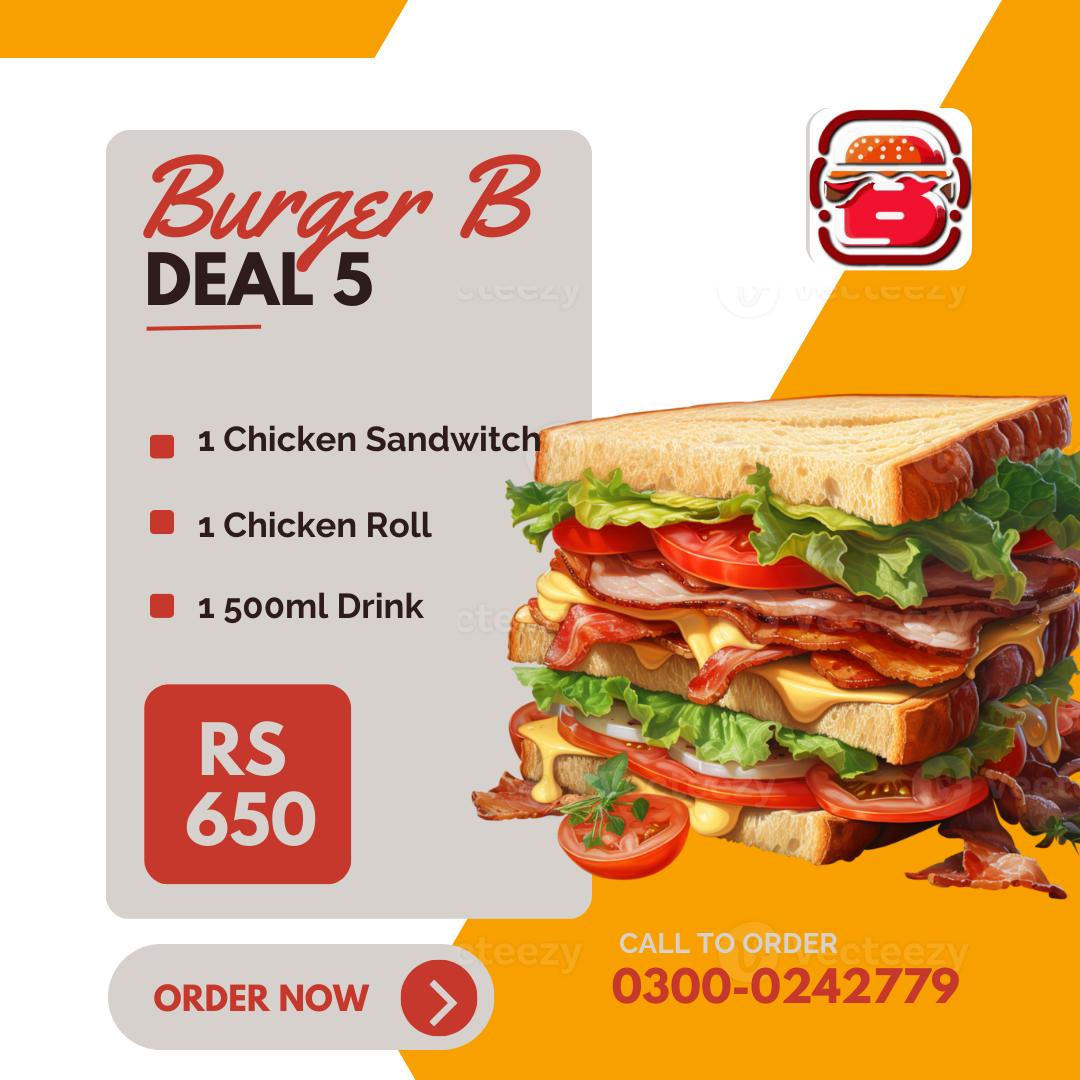 Burger B
DEAL 5
1 Chicken Sandwitch
1 Chicken Roll
1 500ml Drink
RS
650
ORDER NOW
CALL TO ORDER
0300-0242779
vecteezy